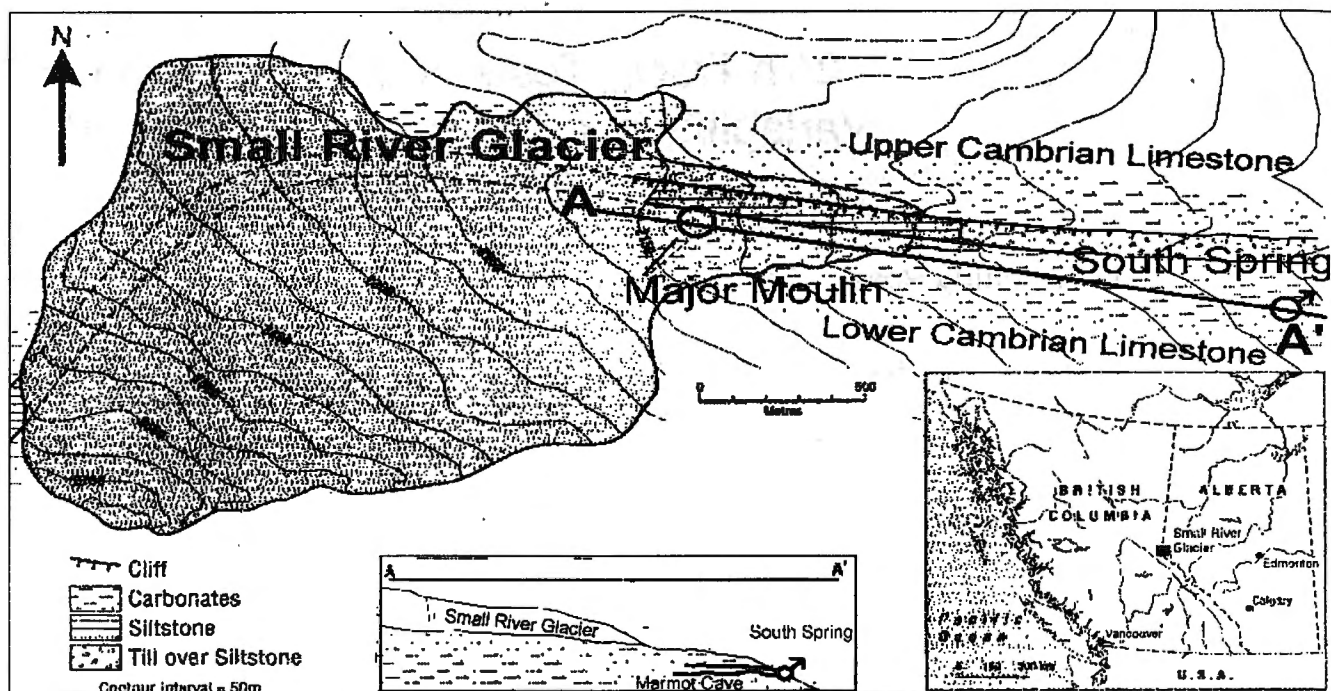 N
Small River Glacier
Upper Cambrian Limestone
A
South Spring
Major Moulin
A'
Lower Cambrian Limestone
0 500
Metres
Cliff
Carbonates
Siltstone
Till over Siltstone
Contour interval = 50m
A A'
Small River Glacier
South Spring
Marmot Cave
BRITISH
COLUMBIA
ALBERTA
Small River
Glacier
Edmonton
Calgary
Vancouver
Pacific
Ocean
U.S.A.